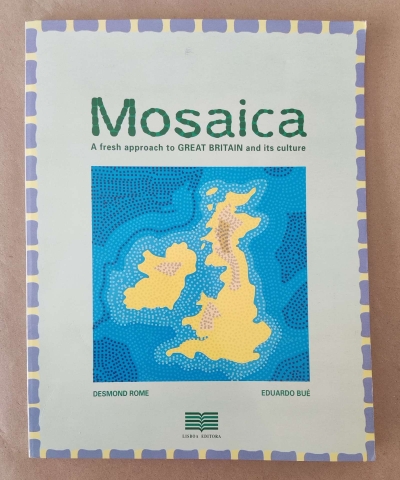 Mosaica
A fresh approach to GREAT BRITAIN and its culture
DESMOND ROME EDUARDO BUÉ
LISBOA EDITORA